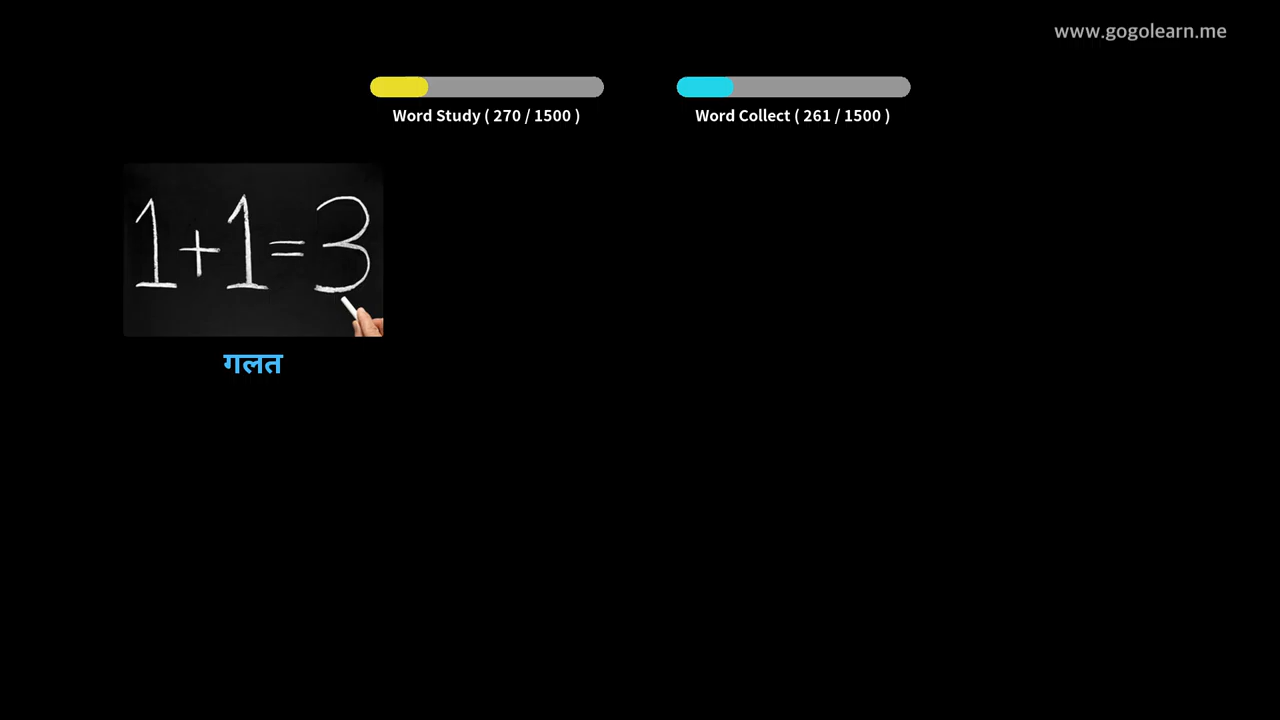 www.gogolearn.me
Word Study ( 270 / 1500 )
Word Collect ( 261 / 1500 )
1+1=3
गलत